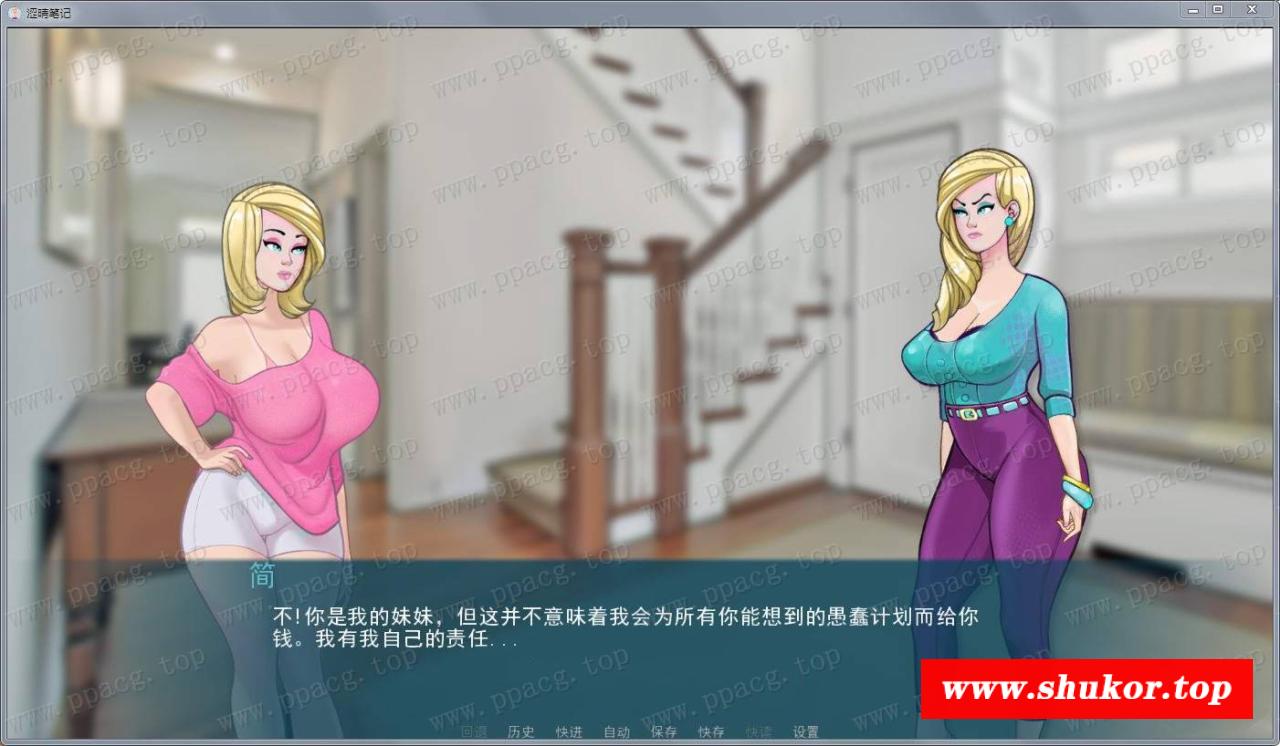 涩晴笔记
www.ppacg.top
简
不!你是我的妹妹，但这并不意味着我会为所有你能想到的愚蠢计划而给你
钱。我有我自己的责任...
www.shukor.top
回退 历史 快进 自动 保存 快存 快读 设置